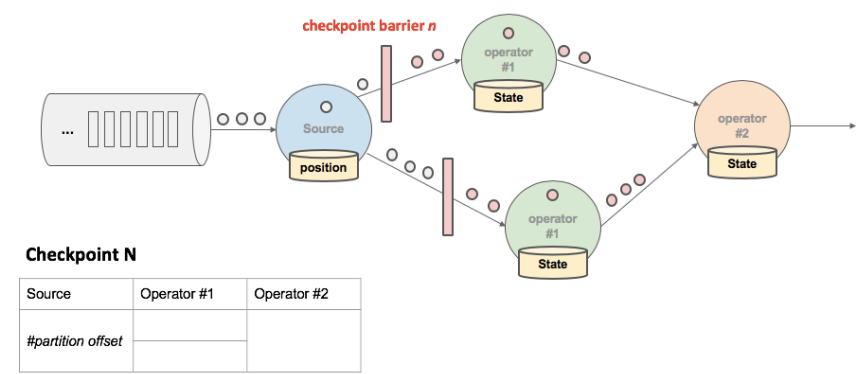 checkpoint barrier n
operator
#1
State
...
Source
position
operator
#2
State
operator
#1
State
Checkpoint N
Source Operator #1 Operator #2
#partition offset